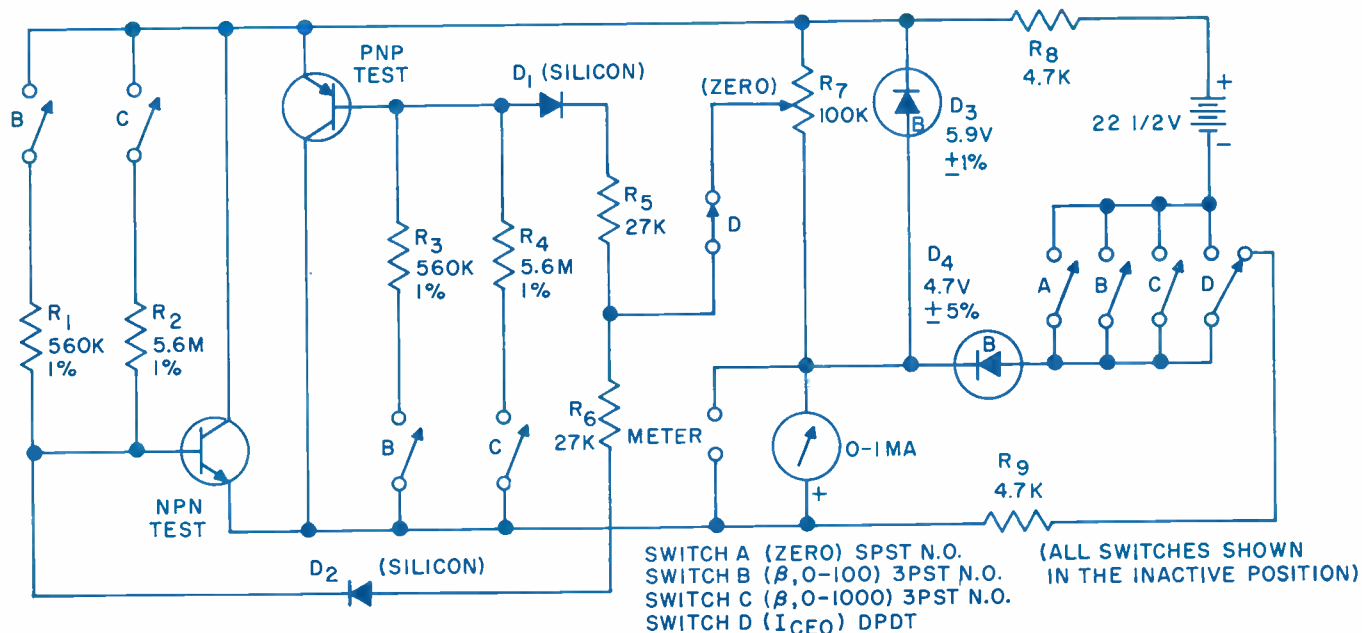 PNP
TEST
D1 (SILICON)
(ZERO)
R7
100K
D3
5.9V
±1%
R8
4.7K
+
22 1/2V
-
B
C
R1
560K
1%
R2
5.6M
1%
R3
560K
1%
R4
5.6M
1%
R5
27K
D
D4
4.7V
±5%
B
B
A
B
C
D
R6
27K
METER
0-1MA
+
B
C
NPN
TEST
R9
4.7K
D2 (SILICON)
SWITCH A (ZERO) SPST N.O.
SWITCH B (β,0-100) 3PST N.O.
SWITCH C (β,0-1000) 3PST N.O.
SWITCH D (ICEO) DPDT
(ALL SWITCHES SHOWN
IN THE INACTIVE POSITION)